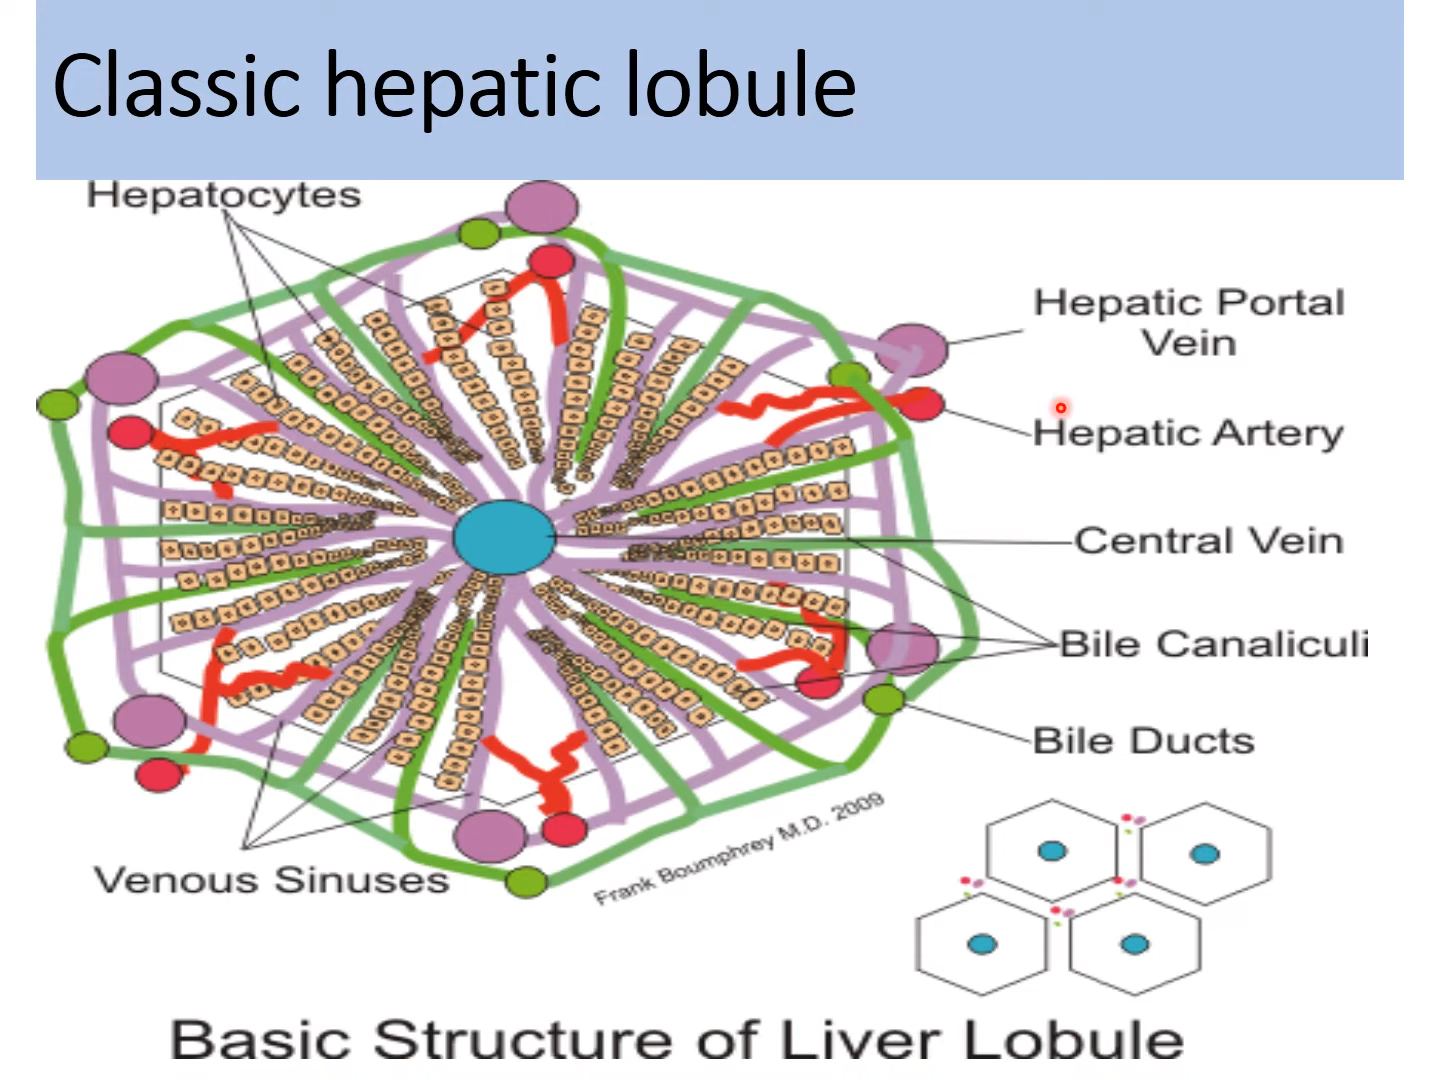 Classic hepatic lobule
Hepatocytes
Hepatic Portal
Vein
Hepatic Artery
Central Vein
Bile Canaliculi
Bile Ducts
Venous Sinuses
Frank Boumphrey M.D. 2009
Basic Structure of Liver Lobule